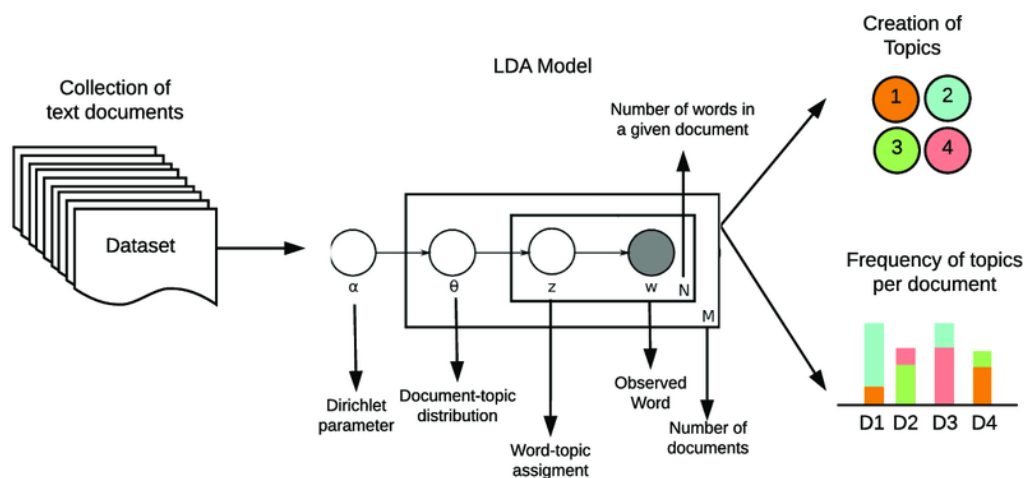 Collection of
text documents
Dataset
LDA Model
Number of words in
a given document
α
θ
z
w
N
M
Dirichlet
parameter
Document-topic
distribution
Word-topic
assigment
Observed
Word
Number of
documents
Creation of
Topics
1
2
3
4
Frequency of topics
per document
D1 D2 D3 D4